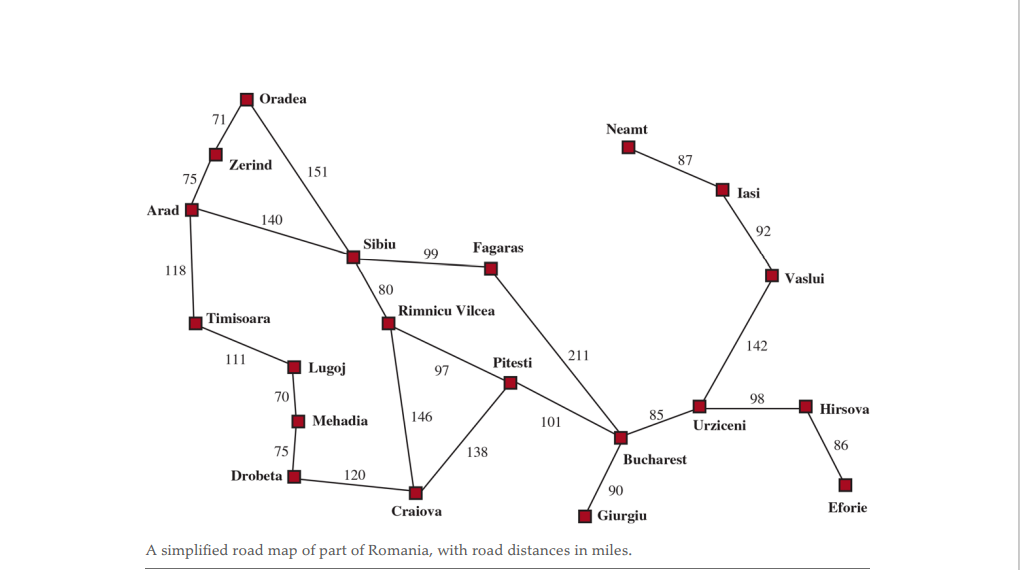 Oradea
71
Neamt
Zerind
87
151
75
Iasi
Arad
140
92
Sibiu
Fagaras
99
118
Vaslui
80
Timisoara
Rimnicu Vilcea
142
111
211
Lugoj
97
Pitesti
70
98
146
101
85
Hirsova
Mehadia
Urziceni
86
75
138
Bucharest
Drobeta
120
90
Craiova
Giurgiu
Eforie
A simplified road map of part of Romania, with road distances in miles.